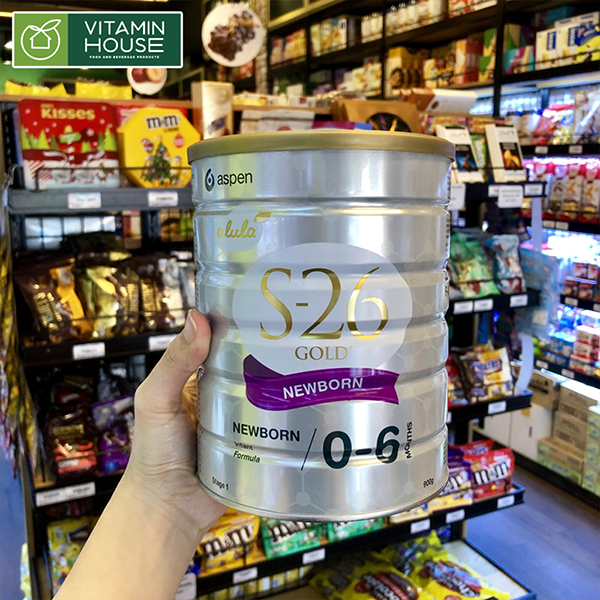 VITAMIN
HOUSE
FOOD AND BEVERAGE PRODUCTS
KISSES
m&m
aspen
alula
S-26
GOLD
NEWBORN
NEWBORN
Infant
Formula
0-6
MONTHS
Stage 1
900g
m&m's
m&m's